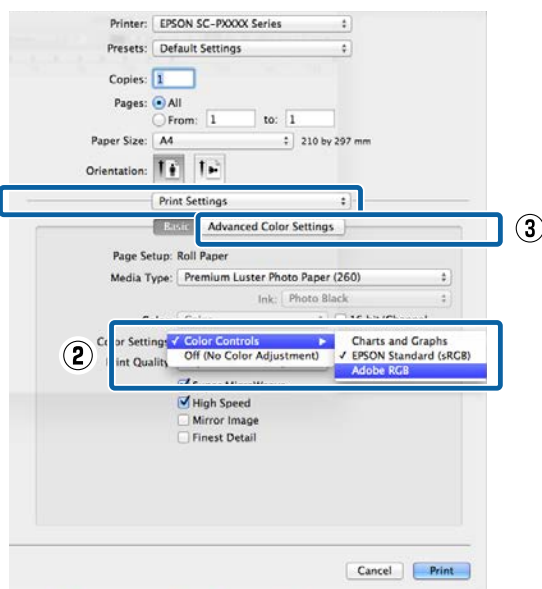 Printer: EPSON SC-PXXXX Series
Presets: Default Settings
Copies: 1
Pages: All
From: 1 to: 1
Paper Size: A4 210 by 297 mm
Orientation:
Print Settings
Basic Advanced Color Settings
③
Page Setup: Roll Paper
Media Type: Premium Luster Photo Paper (260)
Ink: Photo Black
Color Settings ✓ Color Controls ▶ Charts and Graphs
② Off (No Color Adjustment) ✓ EPSON Standard (sRGB)
Print Quality Adobe RGB
High Speed
Mirror Image
Finest Detail
Cancel Print